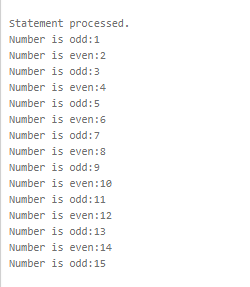 Statement processed.
Number is odd:1
Number is even:2
Number is odd:3
Number is even:4
Number is odd:5
Number is even:6
Number is odd:7
Number is even:8
Number is odd:9
Number is even:10
Number is odd:11
Number is even:12
Number is odd:13
Number is even:14
Number is odd:15